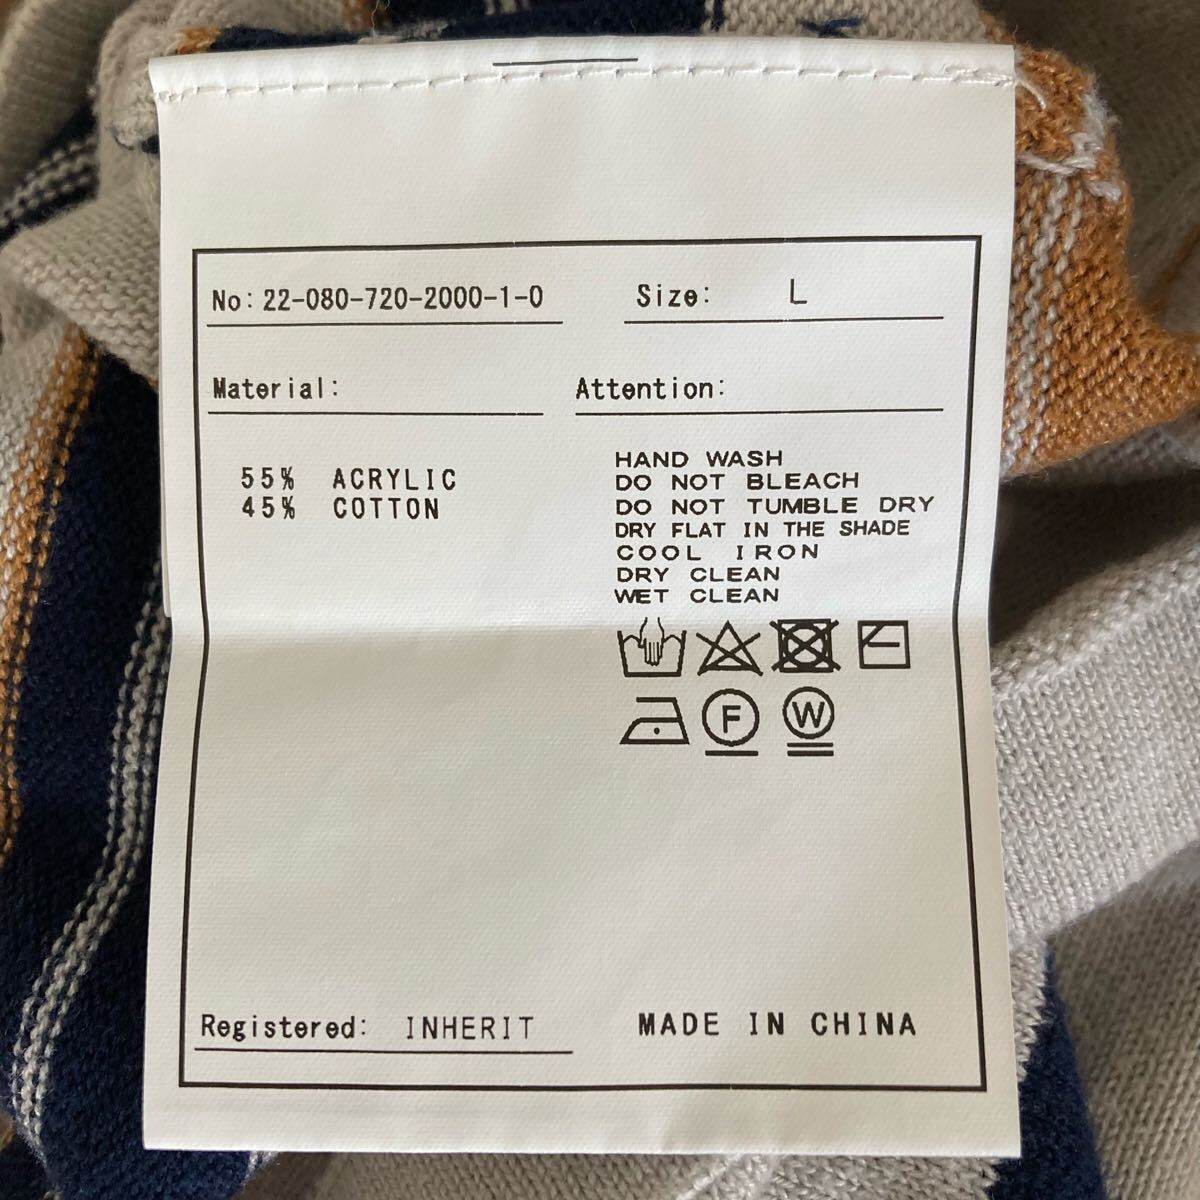 No: 22-080-720-2000-1-0 Size: L
Material: Attention:
55% ACRYLIC
45% COTTON
HAND WASH
DO NOT BLEACH
DO NOT TUMBLE DRY
DRY FLAT IN THE SHADE
COOL IRON
DRY CLEAN
WET CLEAN
F W
Registered: INHERIT MADE IN CHINA